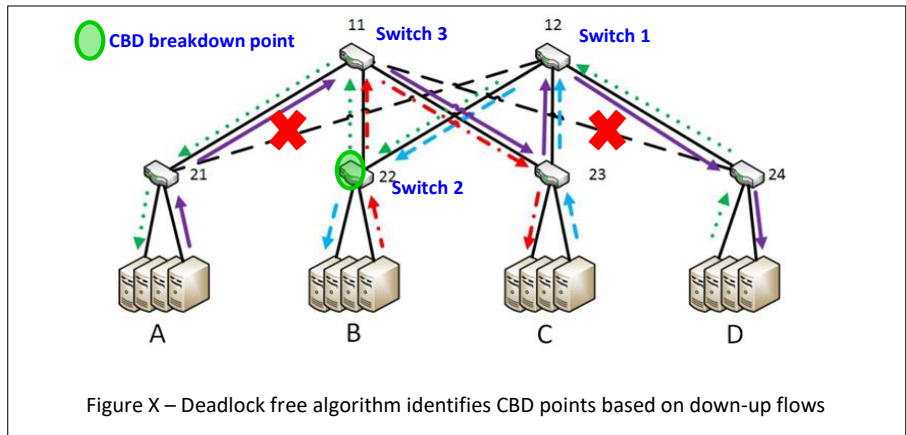 11
12
CBD breakdown point
Switch 3
Switch 1
21
22
Switch 2
23
24
A
B
C
D
Figure X – Deadlock free algorithm identifies CBD points based on down-up flows